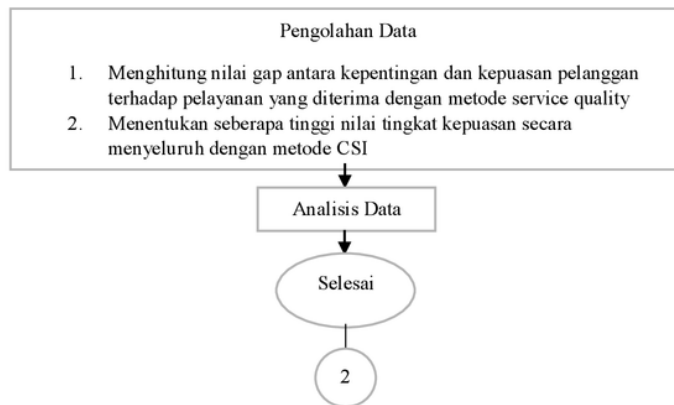 Pengolahan Data
1. Menghitung nilai gap antara kepentingan dan kepuasan pelanggan
terhadap pelayanan yang diterima dengan metode service quality
2. Menentukan seberapa tinggi nilai tingkat kepuasan secara
menyeluruh dengan metode CSI
Analisis Data
Selesai
2